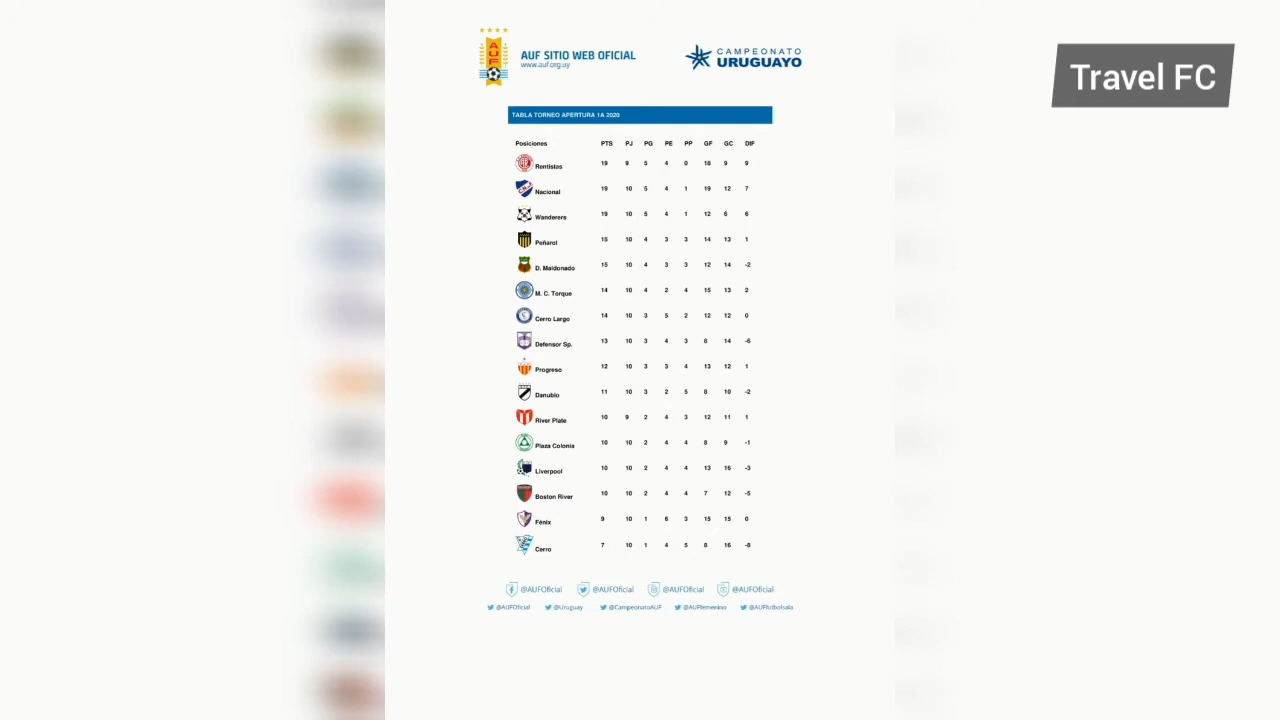 AUF SITIO WEB OFICIAL
www.auf.org.uy
CAMPEONATO
URUGUAYO
Travel FC
AUF
TABLA TORNEO APERTURA 1A 2020
Posiciones PTS PJ PG PE PP GF GC DIF
Rentistas 19 9 5 4 0 18 9 9
Nacional 19 10 5 4 1 19 12 7
Wanderers 19 10 5 4 1 12 6 6
Peñarol 15 10 4 3 3 14 13 1
D. Maldonado 15 10 4 3 3 12 14 -2
M. C. Torque 14 10 4 2 4 15 13 2
Cerro Largo 14 10 3 5 2 12 12 0
Defensor Sp. 13 10 3 4 3 8 14 -6
Progreso 12 10 3 3 4 13 12 1
Danubio 11 10 3 2 5 8 10 -2
River Plate 10 9 2 4 3 12 11 1
Plaza Colonia 10 10 2 4 4 8 9 -1
Liverpool 10 10 2 4 4 13 16 -3
Boston River 10 10 2 4 4 7 12 -5
Fénix 9 10 1 6 3 15 15 0
Cerro 7 10 1 4 5 8 16 -8
@AUFOficial @AUFOficial @AUFOficial @AUFOficial
@AUFOficial @Uruguay @CampeonatoAUF @AUFfemenino @AUFfutbolsala